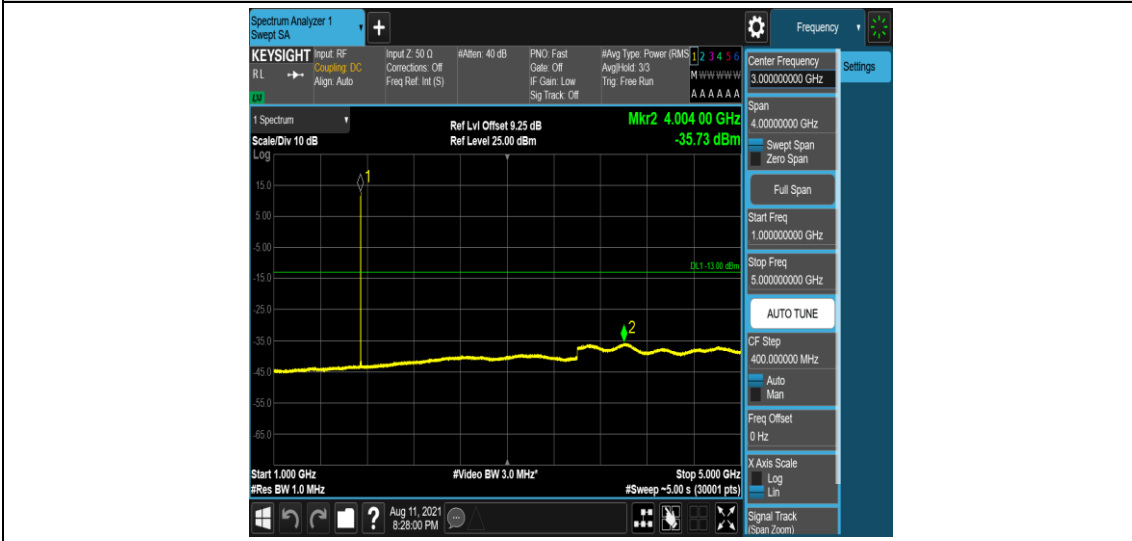 Spectrum Analyzer 1
Swept SA
+
Frequency
KEYSIGHT
RL
Input: RF
Coupling: DC
Align: Auto
Input Z: 50 Ω
Corrections: Off
Freq Ref: Int (S)
#Atten: 40 dB
PNO: Fast
Gate: Off
IF Gain: Low
Sig Track: Off
#Avg Type: Power (RMS
Avg|Hold: 3/3
Trig: Free Run
1 2 3 4 5 6
M W W W W W
A A A A A A
1 Spectrum
Scale/Div 10 dB
Log
Ref Lvl Offset 9.25 dB
Ref Level 25.00 dBm
Mkr2 4.004 00 GHz
-35.73 dBm
15.0
5.00
-5.00
-15.0
-25.0
-35.0
-45.0
-55.0
-65.0
1
2
DL1 -13.00 dBm
Start 1.000 GHz
#Res BW 1.0 MHz
#Video BW 3.0 MHz*
Stop 5.000 GHz
#Sweep ~5.00 s (30001 pts)
?
Aug 11, 2021
8:28:00 PM
Center Frequency
3.000000000 GHz
Span
4.00000000 GHz
Swept Span
Zero Span
Full Span
Start Freq
1.000000000 GHz
Stop Freq
5.000000000 GHz
AUTO TUNE
CF Step
400.000000 MHz
Auto
Man
Freq Offset
0 Hz
X Axis Scale
Log
Lin
Signal Track
(Span Zoom)
Settings